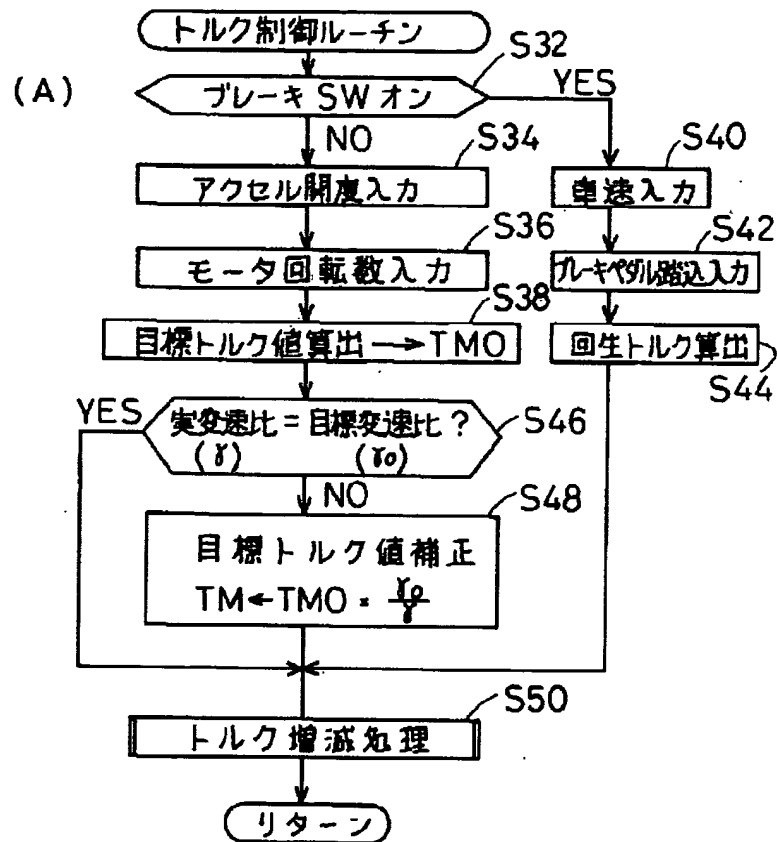 トルク制御ルーチン
S32
(A)
ブレーキSWオン
YES
NO
S34
S40
アクセル開度入力
車速入力
S36
S42
モータ回転数入力
ブレーキペダル踏込入力
S38
目標トルク値算出→TMO
回生トルク算出
S44
YES
実変速比=目標変速比?
S46
(γ) (γo)
NO
S48
目標トルク値補正
TM←TMO・γo/γ
S50
トルク増減処理
リターン